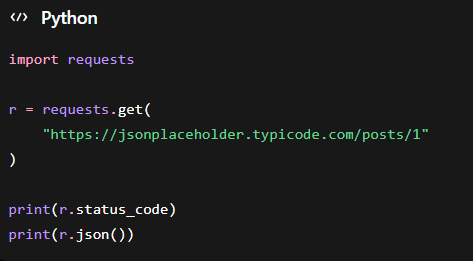 </> Python
import requests

r = requests.get(
    "https://jsonplaceholder.typicode.com/posts/1"
)

print(r.status_code)
print(r.json())